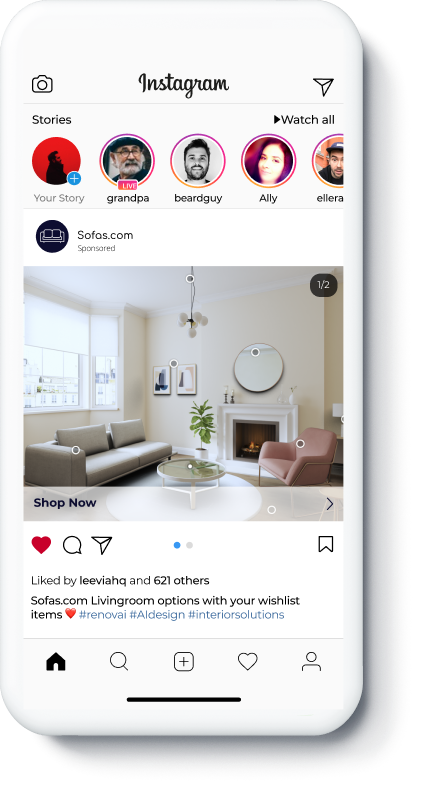 Instagram
Stories
Watch all
LIVE
Your Story
grandpa
beardguy
Ally
ellera
Sofas.com
Sponsored
1/2
Shop Now
Liked by leeviahq and 621 others
Sofas.com Livingroom options with your wishlist
items ❤️ #renovai #AIdesign #interiorsolutions